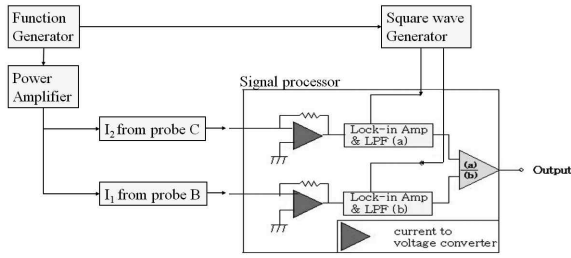 Function
Generator
Square wave
Generator
Power
Amplifier
Signal processor
I2 from probe C
Lock-in Amp
& LPF (a)
(a)
(b)
Output
I1 from probe B
Lock-in Amp
& LPF (b)
current to
voltage converter